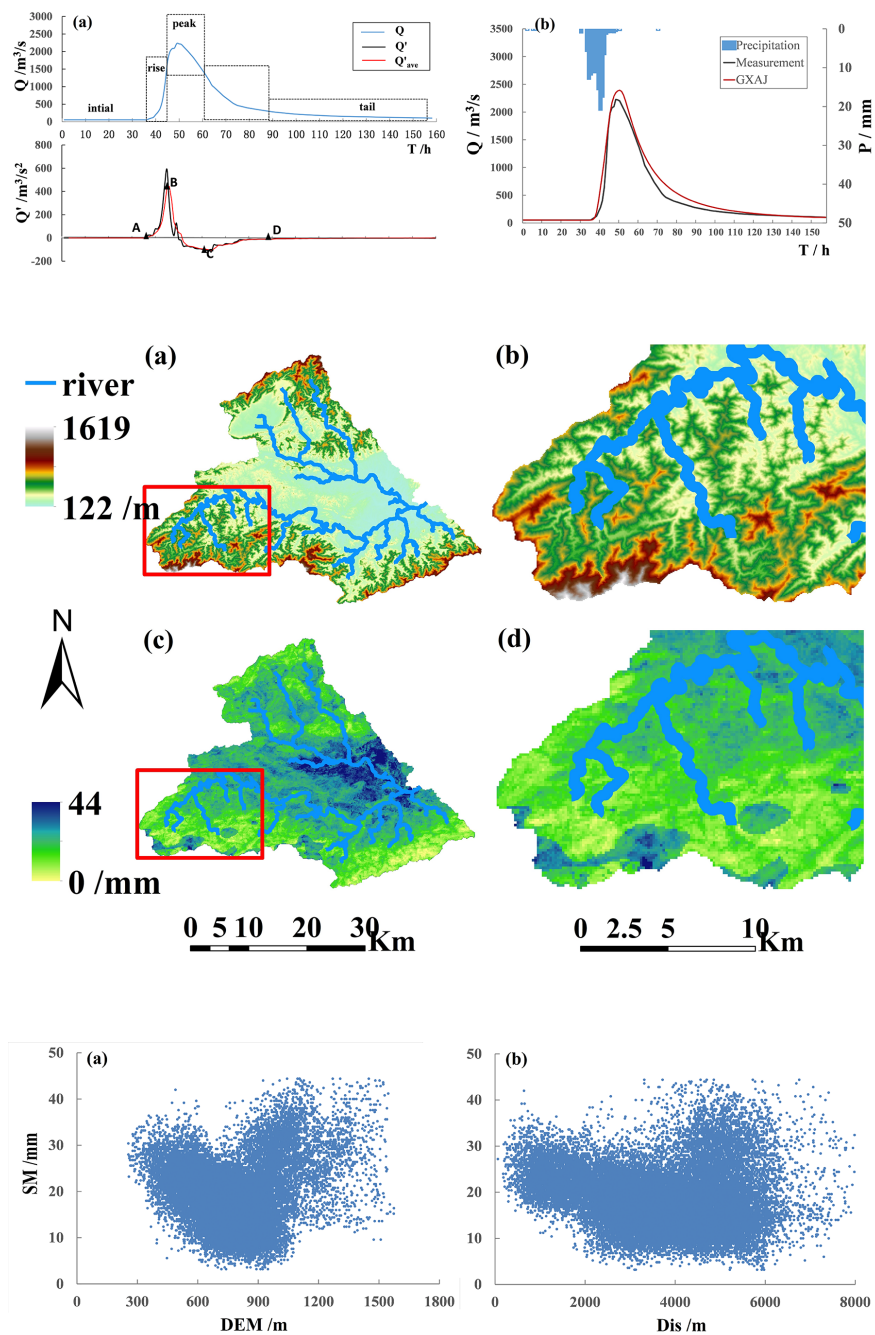 (a)
Q /m³/s
3000
2500
2000
1500
1000
500
0
peak
rise
intial
tail
Q
Q'
Q'ave
0 10 20 30 40 50 60 70 80 90 100 110 120 130 140 150 160
T /h
Q' /m³/s²
800
600
400
200
0
-200
A
B
C
D
(b)
Q / m³/s
3500
3000
2500
2000
1500
1000
500
0
Precipitation
Measurement
GXAJ
0
10
20
30
40
50
P / mm
0 10 20 30 40 50 60 70 80 90 100 110 120 130 140 150
T / h
(a)
river
1619
122 /m
(b)
N
(c)
44
0 /mm
(d)
0 5 10 20 30
Km
0 2.5 5 10
Km
(a)
SM /mm
50
40
30
20
10
0
0 300 600 900 1200 1500 1800
DEM /m
(b)
50
40
30
20
10
0
0 2000 4000 6000 8000
Dis /m